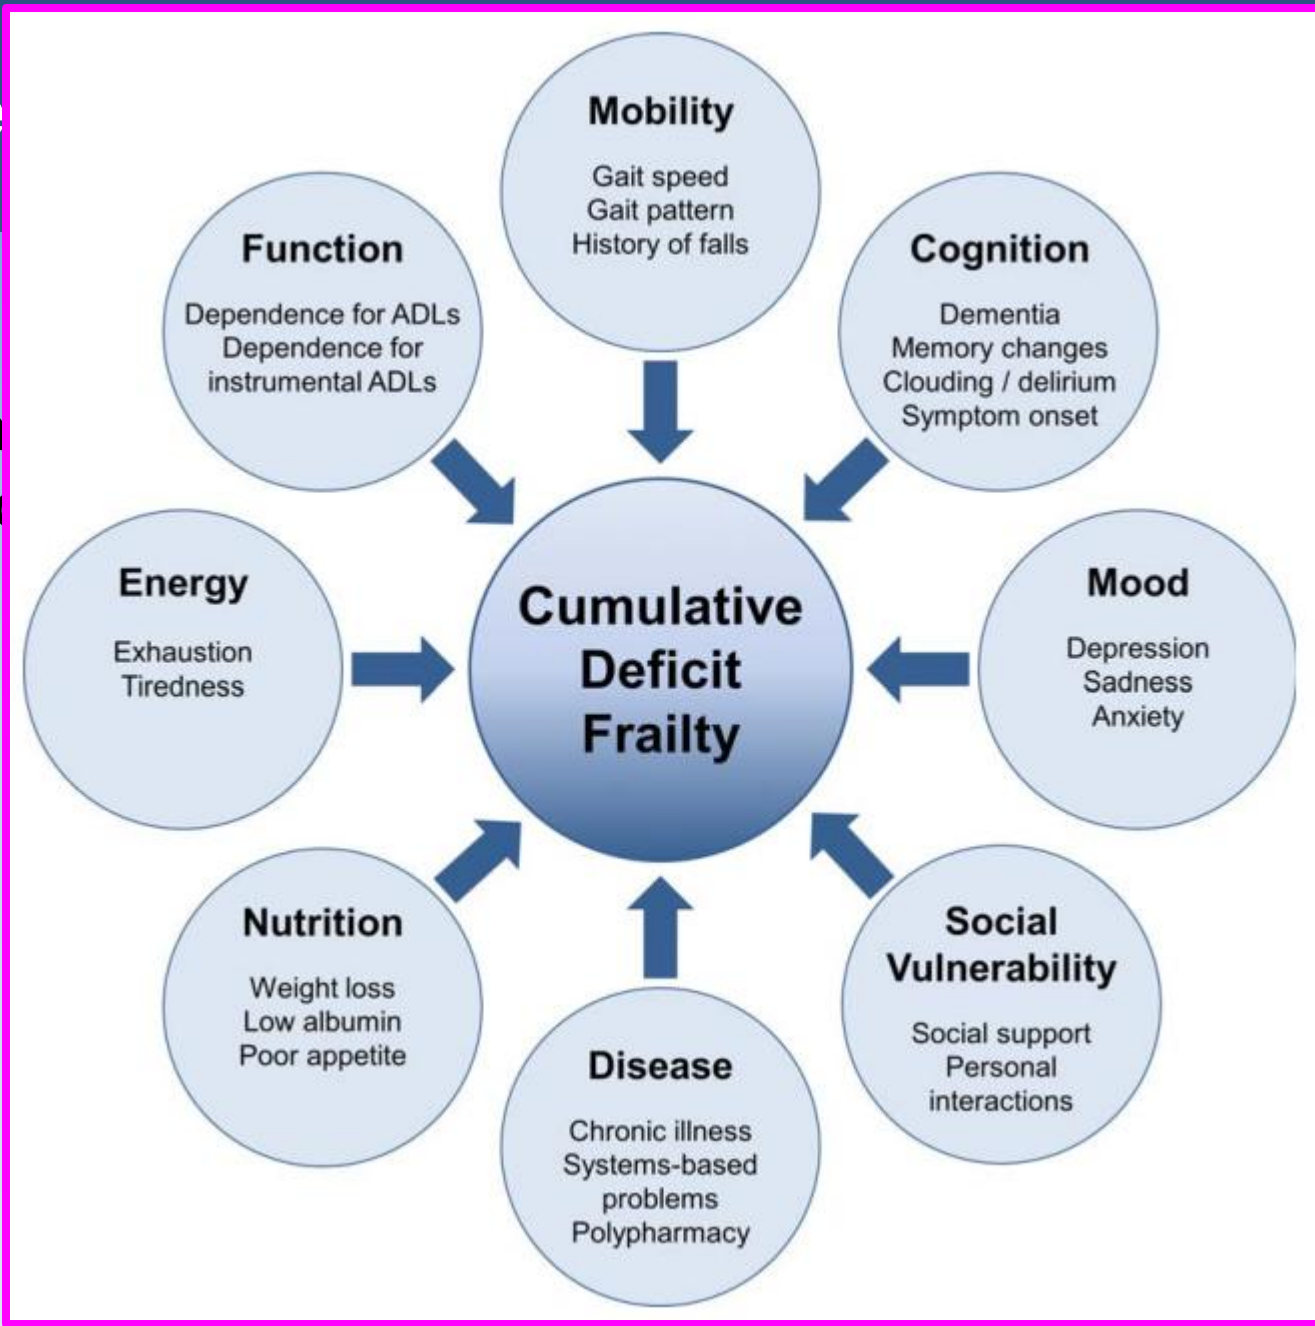 Mobility
Gait speed
Gait pattern
History of falls
Cognition
Dementia
Memory changes
Clouding / delirium
Symptom onset
Mood
Depression
Sadness
Anxiety
Social
Vulnerability
Social support
Personal
interactions
Disease
Chronic illness
Systems-based
problems
Polypharmacy
Nutrition
Weight loss
Low albumin
Poor appetite
Energy
Exhaustion
Tiredness
Function
Dependence for ADLs
Dependence for
instrumental ADLs
Cumulative
Deficit
Frailty